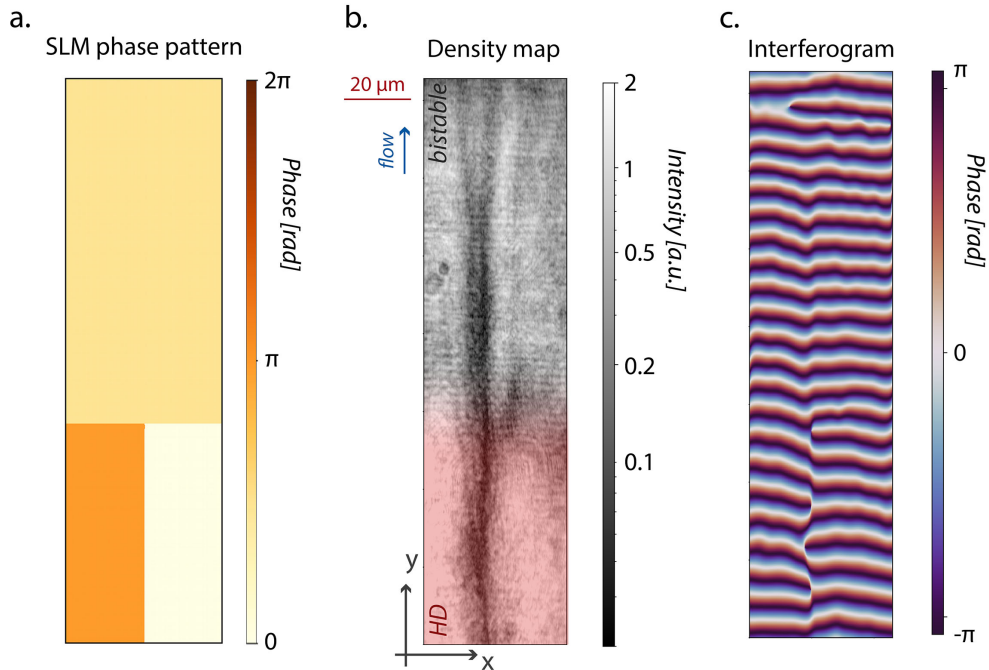 a.
SLM phase pattern
2π
π
0
Phase [rad]
b.
Density map
20 µm
flow
bistable
HD
y
x
2
1
0.5
0.2
0.1
Intensity [a.u.]
c.
Interferogram
π
0
-π
Phase [rad]